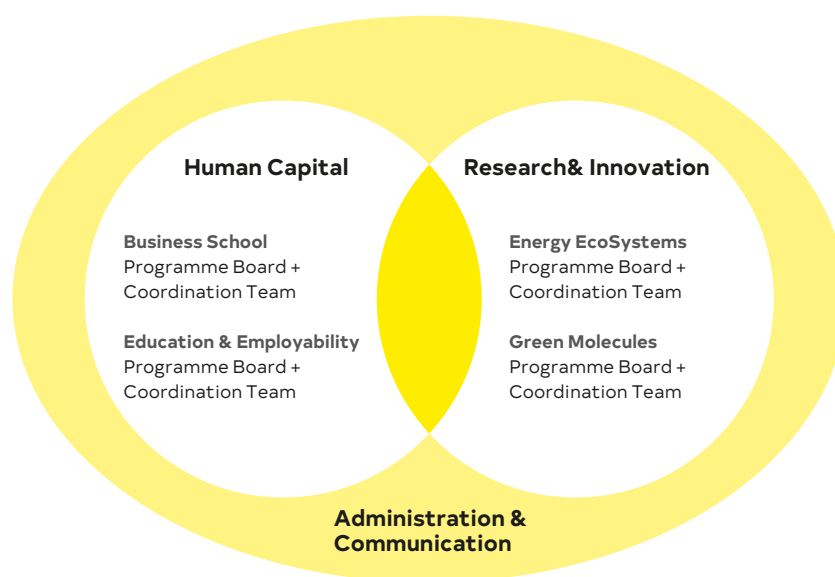 Human Capital
Business School
Programme Board +
Coordination Team
Education & Employability
Programme Board +
Coordination Team
Research& Innovation
Energy EcoSystems
Programme Board +
Coordination Team
Green Molecules
Programme Board +
Coordination Team
Administration &
Communication